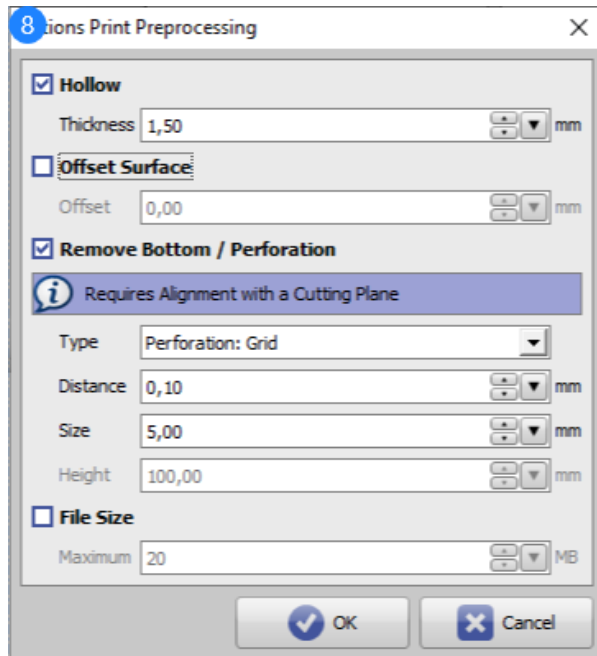 8
tions Print Preprocessing
Hollow
Thickness 1,50 mm
Offset Surface
Offset 0,00 mm
Remove Bottom / Perforation
Requires Alignment with a Cutting Plane
Type Perforation: Grid
Distance 0,10 mm
Size 5,00 mm
Height 100,00 mm
File Size
Maximum 20 MB
OK Cancel